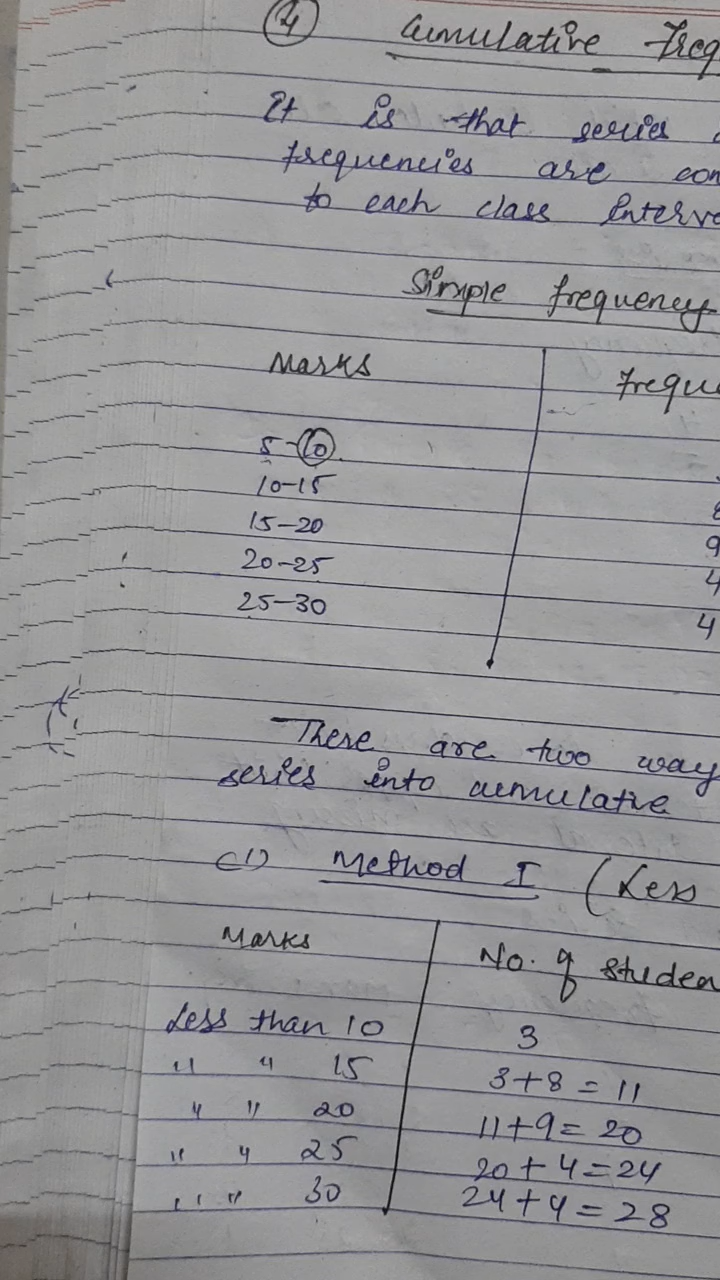 ④ Cumulative Freq
It is that series
frequencies are con
to each class Interv
Simple frequency
Marks Frequ
5-10
10-15 8
15-20 9
20-25 4
25-30 4
There are two way
series into cumulative
(1) Method I (Less
Marks No. of studen
Less than 10 3
" " 15 3+8=11
" " 20 11+9=20
" " 25 20+4=24
" " 30 24+4=28